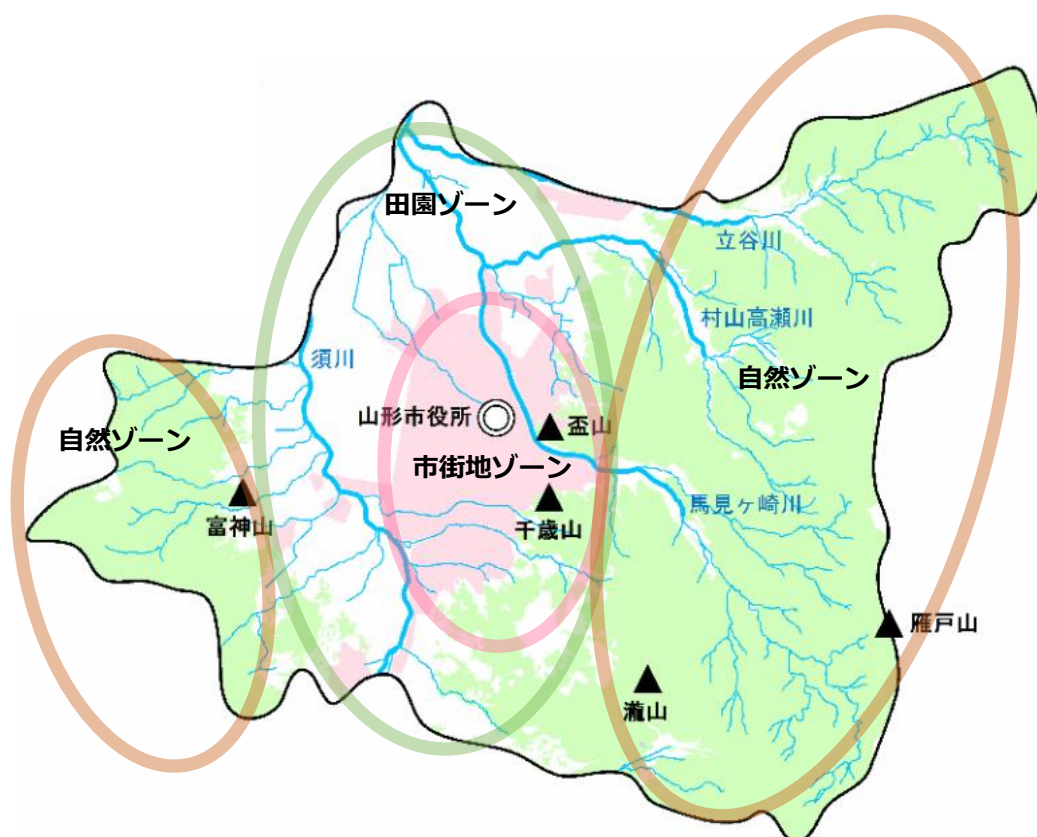 田園ゾーン
立谷川
村山高瀬川
須川
自然ゾーン
山形市役所
盃山
自然ゾーン
市街地ゾーン
富神山
千歳山
馬見ヶ崎川
雁戸山
瀧山